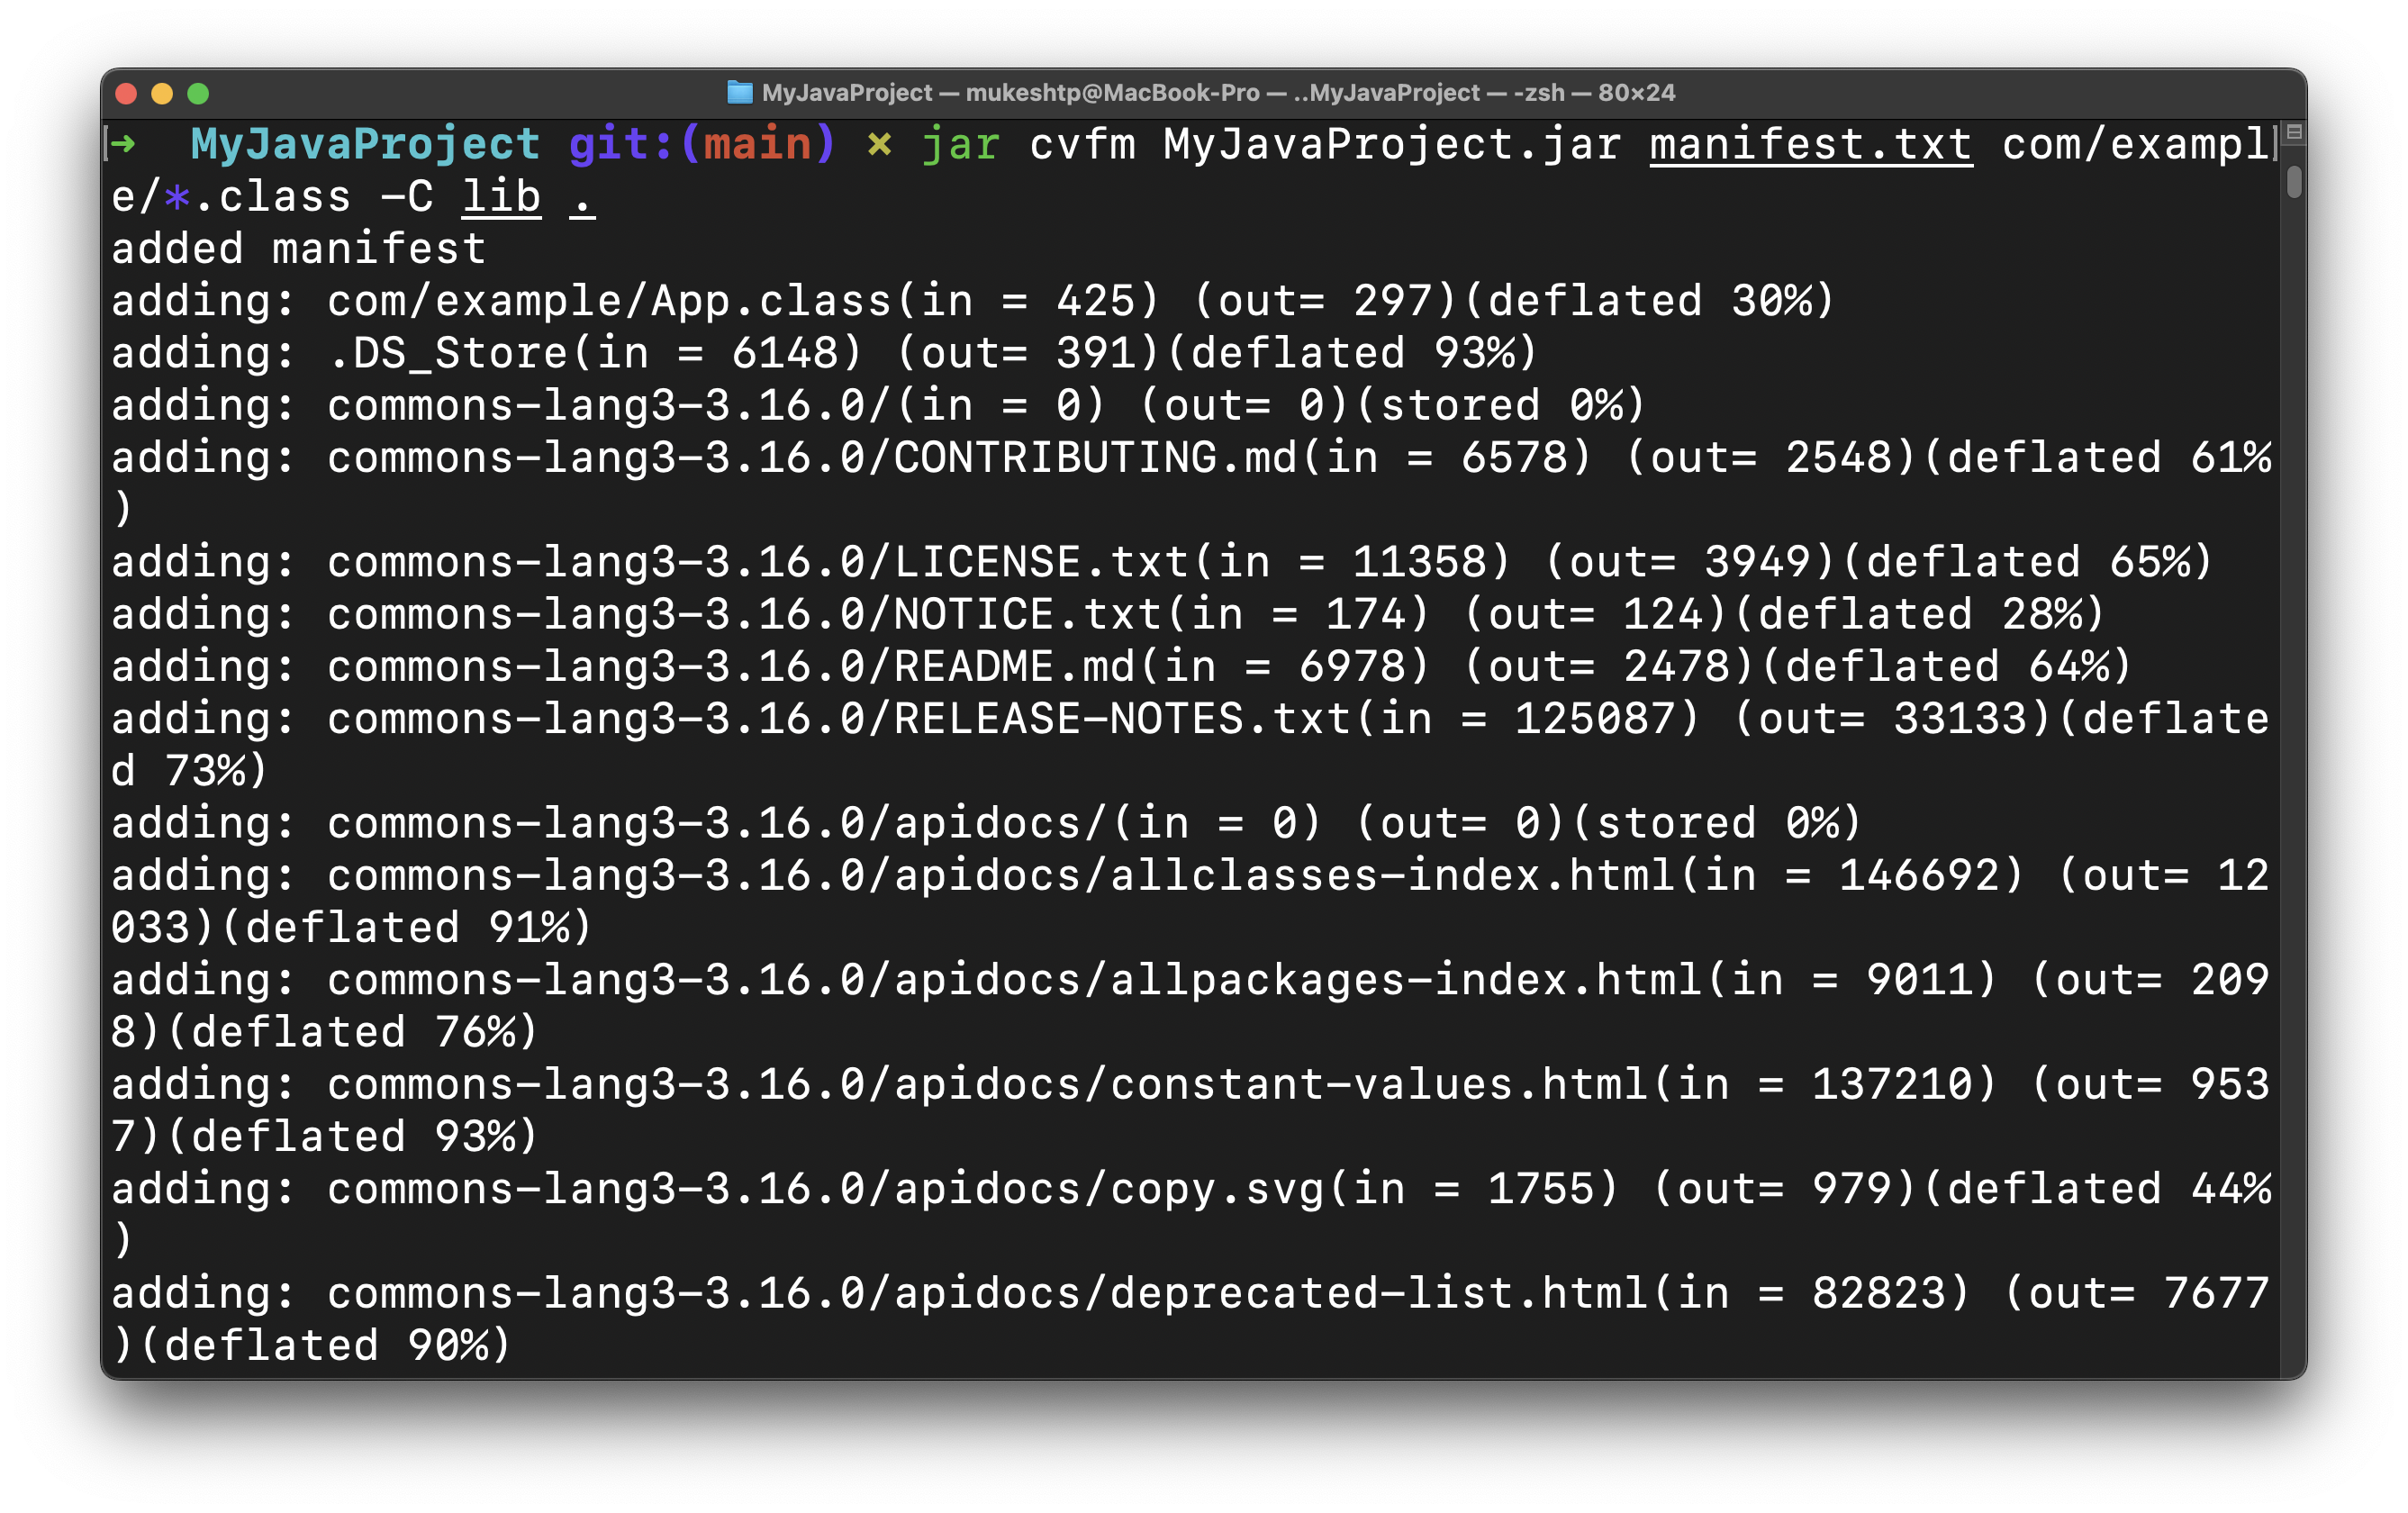 MyJavaProject — mukeshtp@MacBook-Pro — ..MyJavaProject — -zsh — 80×24
➜  MyJavaProject git:(main) × jar cvfm MyJavaProject.jar manifest.txt com/exampl
e/*.class -C lib .
added manifest
adding: com/example/App.class(in = 425) (out= 297)(deflated 30%)
adding: .DS_Store(in = 6148) (out= 391)(deflated 93%)
adding: commons-lang3-3.16.0/(in = 0) (out= 0)(stored 0%)
adding: commons-lang3-3.16.0/CONTRIBUTING.md(in = 6578) (out= 2548)(deflated 61%
)
adding: commons-lang3-3.16.0/LICENSE.txt(in = 11358) (out= 3949)(deflated 65%)
adding: commons-lang3-3.16.0/NOTICE.txt(in = 174) (out= 124)(deflated 28%)
adding: commons-lang3-3.16.0/README.md(in = 6978) (out= 2478)(deflated 64%)
adding: commons-lang3-3.16.0/RELEASE-NOTES.txt(in = 125087) (out= 33133)(deflate
d 73%)
adding: commons-lang3-3.16.0/apidocs/(in = 0) (out= 0)(stored 0%)
adding: commons-lang3-3.16.0/apidocs/allclasses-index.html(in = 146692) (out= 12
033)(deflated 91%)
adding: commons-lang3-3.16.0/apidocs/allpackages-index.html(in = 9011) (out= 209
8)(deflated 76%)
adding: commons-lang3-3.16.0/apidocs/constant-values.html(in = 137210) (out= 953
7)(deflated 93%)
adding: commons-lang3-3.16.0/apidocs/copy.svg(in = 1755) (out= 979)(deflated 44%
)
adding: commons-lang3-3.16.0/apidocs/deprecated-list.html(in = 82823) (out= 7677
)(deflated 90%)